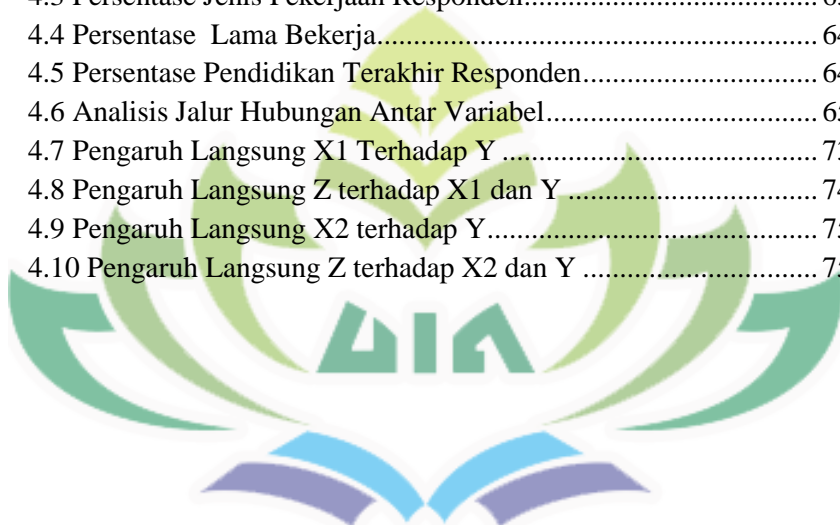 4.3 Persentase Jenis Pekerjaan Responden
4.4 Persentase Lama Bekerja.................................................. 64
4.5 Persentase Pendidikan Terakhir Responden........................... 64
4.6 Analisis Jalur Hubungan Antar Variabel................................
4.7 Pengaruh Langsung X1 Terhadap Y .....................................
4.8 Pengaruh Langsung Z terhadap X1 dan Y ............................. 74
4.9 Pengaruh Langsung X2 terhadap Y.......................................
4.10 Pengaruh Langsung Z terhadap X2 dan Y ...........................
UIN